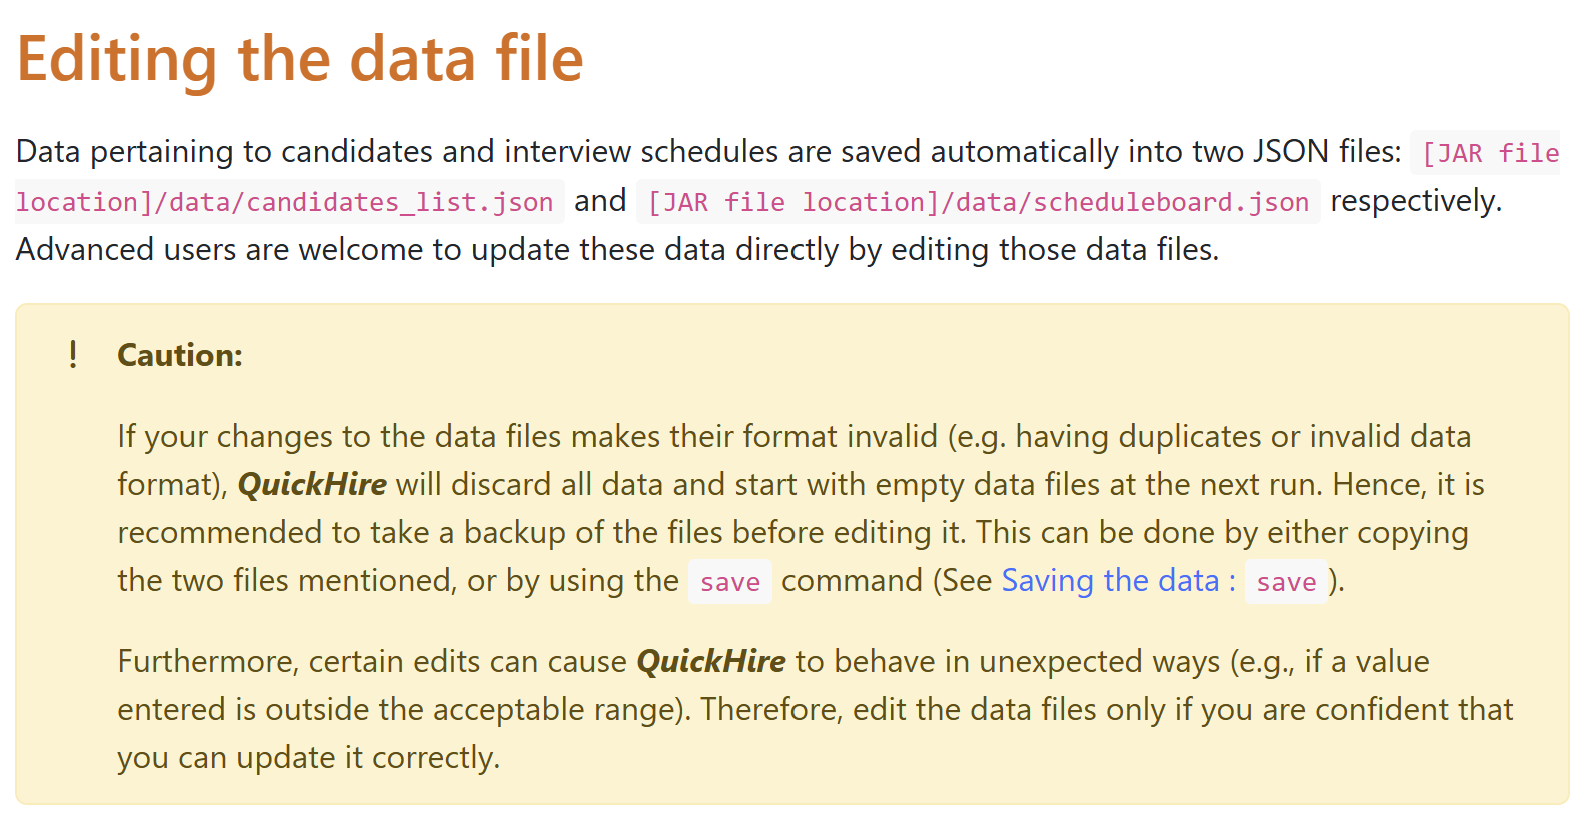 Editing the data file
Data pertaining to candidates and interview schedules are saved automatically into two JSON files: [JAR file
location]/data/candidates_list.json and [JAR file location]/data/scheduleboard.json respectively.
Advanced users are welcome to update these data directly by editing those data files.
! Caution:
If your changes to the data files makes their format invalid (e.g. having duplicates or invalid data
format), QuickHire will discard all data and start with empty data files at the next run. Hence, it is
recommended to take a backup of the files before editing it. This can be done by either copying
the two files mentioned, or by using the save command (See Saving the data : save).
Furthermore, certain edits can cause QuickHire to behave in unexpected ways (e.g., if a value
entered is outside the acceptable range). Therefore, edit the data files only if you are confident that
you can update it correctly.